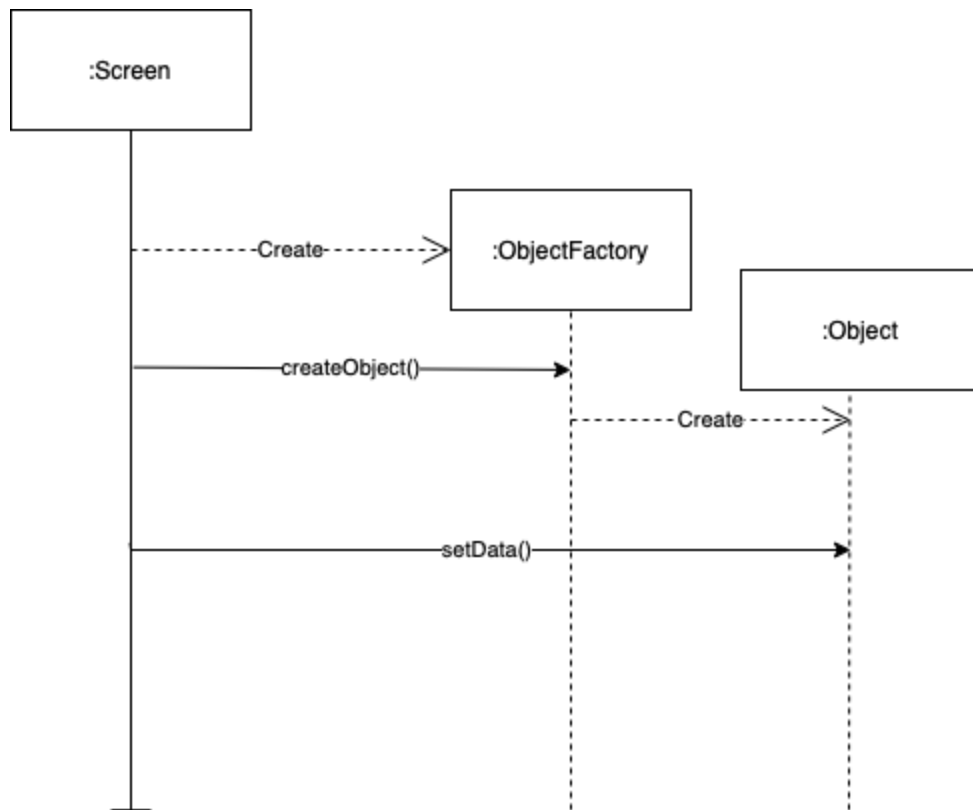 :Screen
Create
:ObjectFactory
:Object
createObject()
Create
setData()